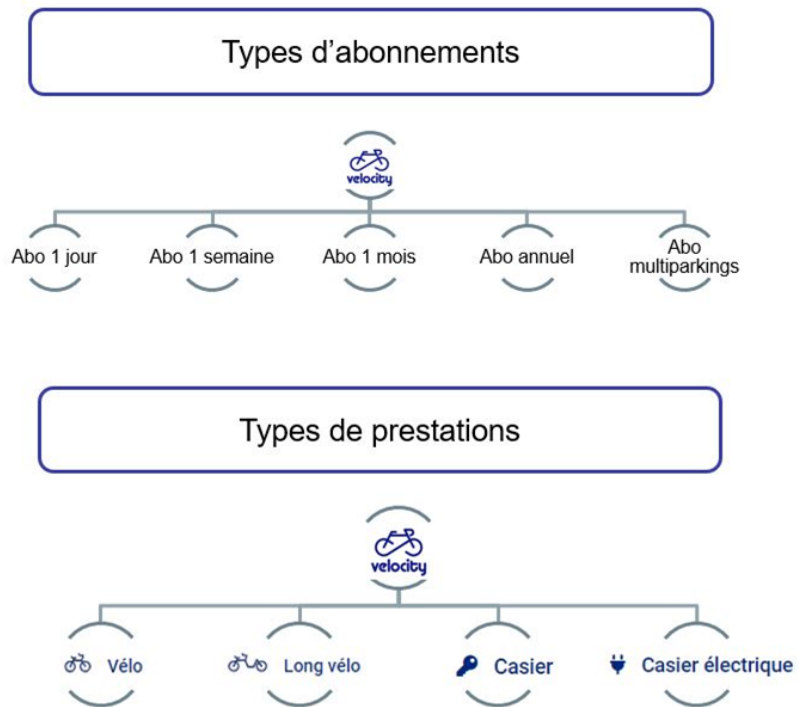 Types d'abonnements
velocity
Abo 1 jour
Abo 1 semaine
Abo 1 mois
Abo annuel
Abo
multiparkings
Types de prestations
velocity
Vélo
Long vélo
Casier
Casier électrique